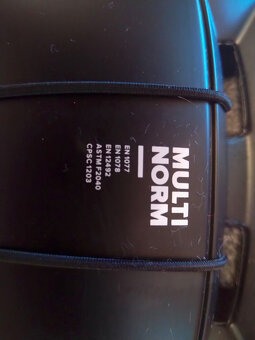 MULTI
NORM
EN 1077
EN 1078
EN 12492
ASTM F2040
CPSC 1203